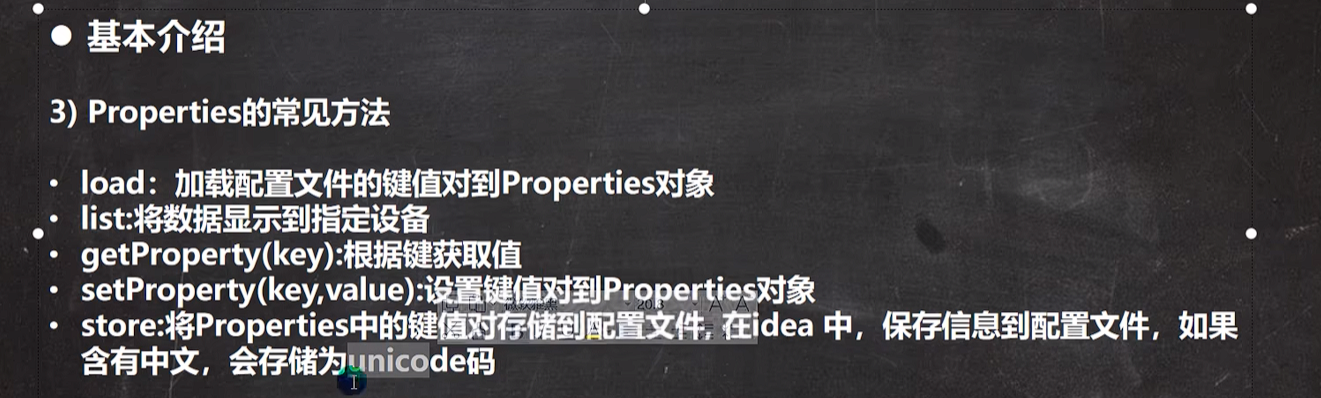 ● 基本介绍
3) Properties的常见方法
• load：加载配置文件的键值对到Properties对象
• list:将数据显示到指定设备
• getProperty(key):根据键获取值
• setProperty(key,value):设置键值对到Properties对象
• store:将Properties中的键值对存储到配置文件, 在idea 中，保存信息到配置文件，如果
含有中文，会存储为unicode码